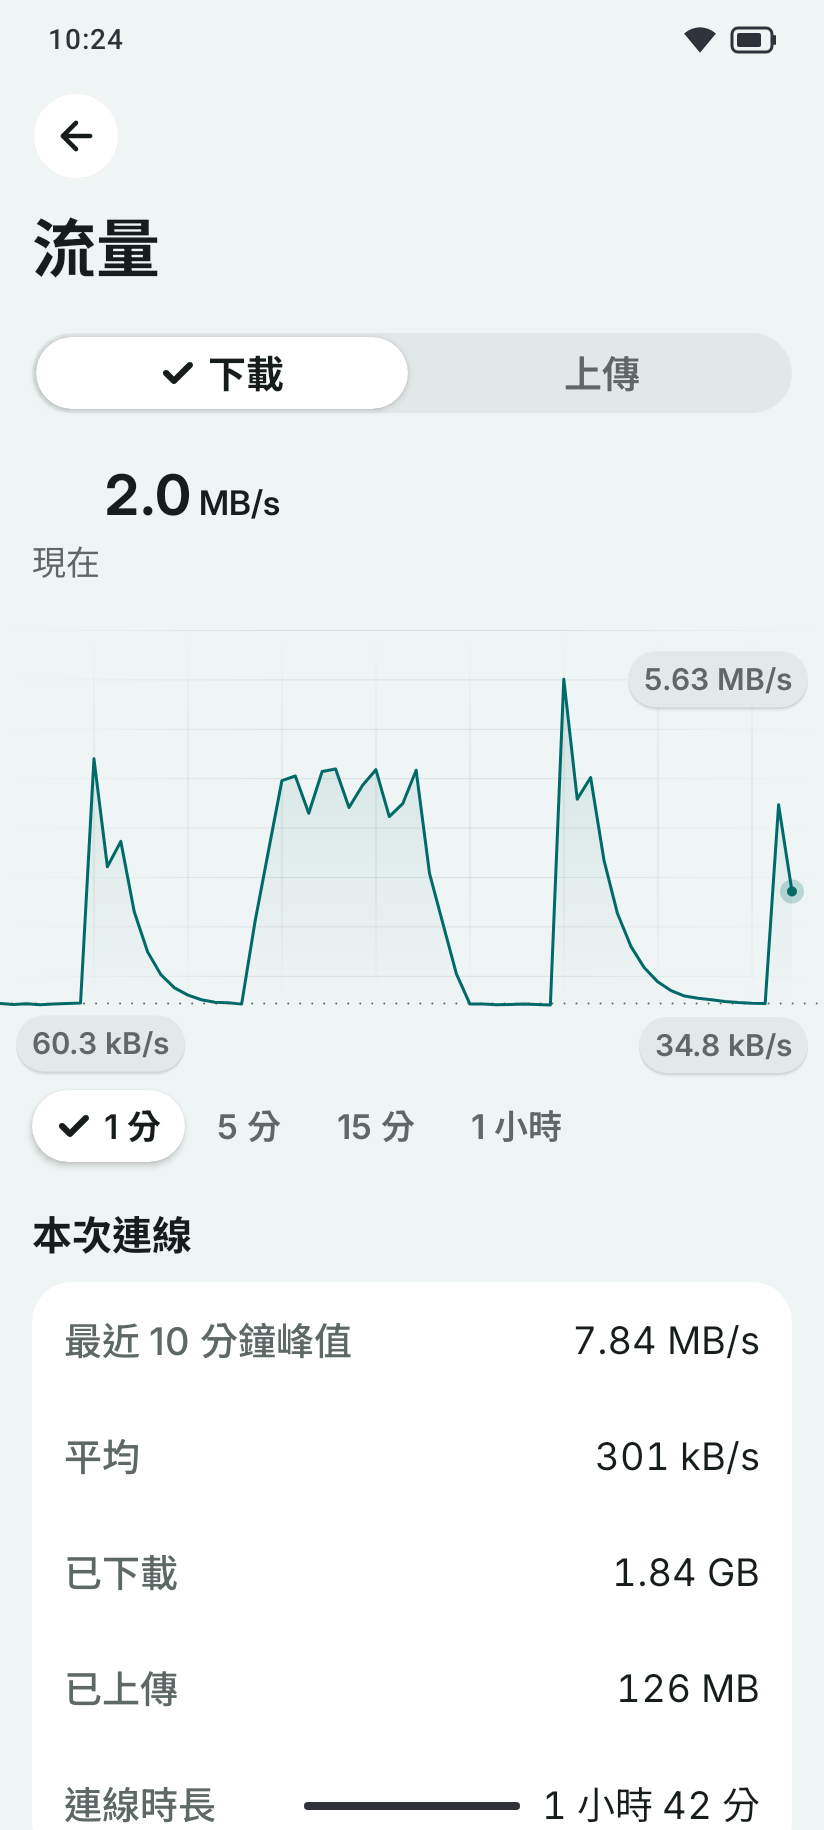 10:24
流量
下載
上傳
2.0 MB/s
現在
5.63 MB/s
60.3 kB/s
34.8 kB/s
1 分
5 分
15 分
1 小時
本次連線
最近 10 分鐘峰值
7.84 MB/s
平均
301 kB/s
已下載
1.84 GB
已上傳
126 MB
連線時長
1 小時 42 分